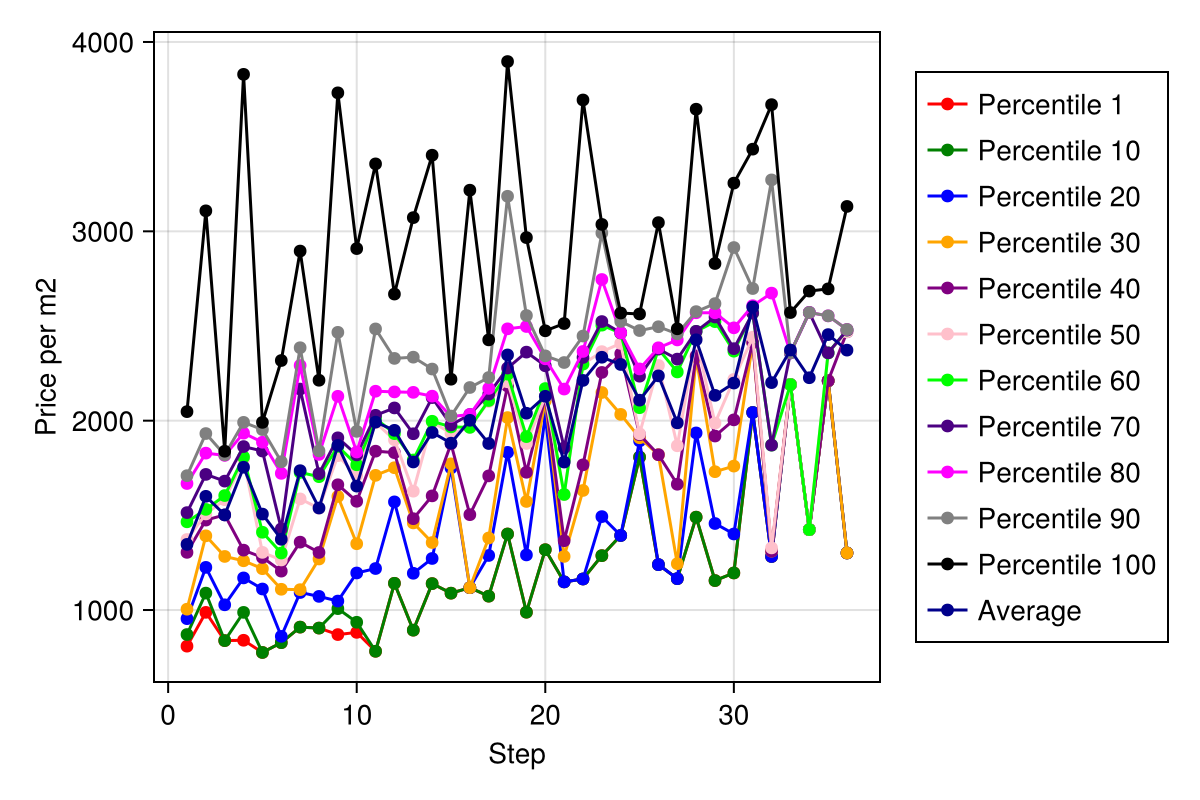 4000
3000
2000
1000
Price per m2
0 10 20 30
Step
Percentile 1
Percentile 10
Percentile 20
Percentile 30
Percentile 40
Percentile 50
Percentile 60
Percentile 70
Percentile 80
Percentile 90
Percentile 100
Average